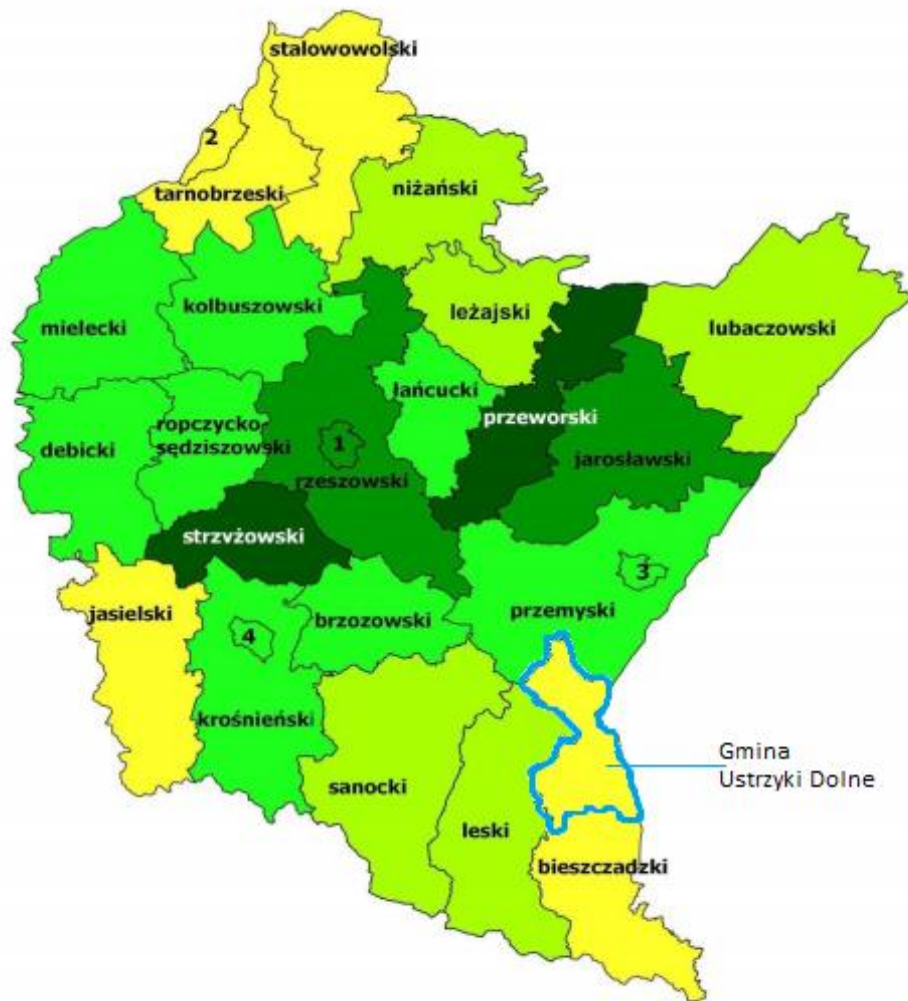 stalowowolski
2
tarnobrzeski
niżański
kolbuszowski
leżajski
mielecki
lubaczowski
łańcucki
ropczycko-
sędziszowski
przeworski
debicki
1
jarosławski
rzeszowski
strzvżowski
3
jasielski
przemyski
4
brzozowski
krośnieński
Gmina
Ustrzyki Dolne
sanocki
leski
bieszczadzki